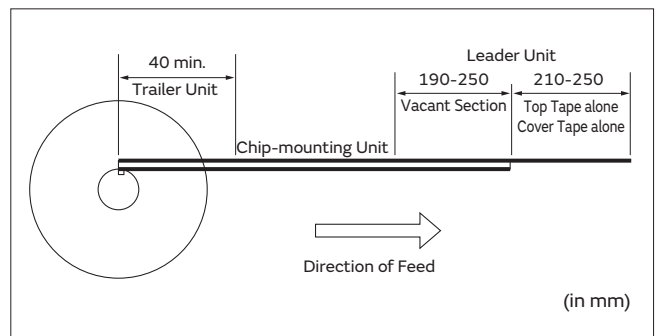 Leader Unit
40 min.
190-250
210-250
Trailer Unit
Vacant Section
Top Tape alone
Cover Tape alone
Chip-mounting Unit
Direction of Feed
(in mm)